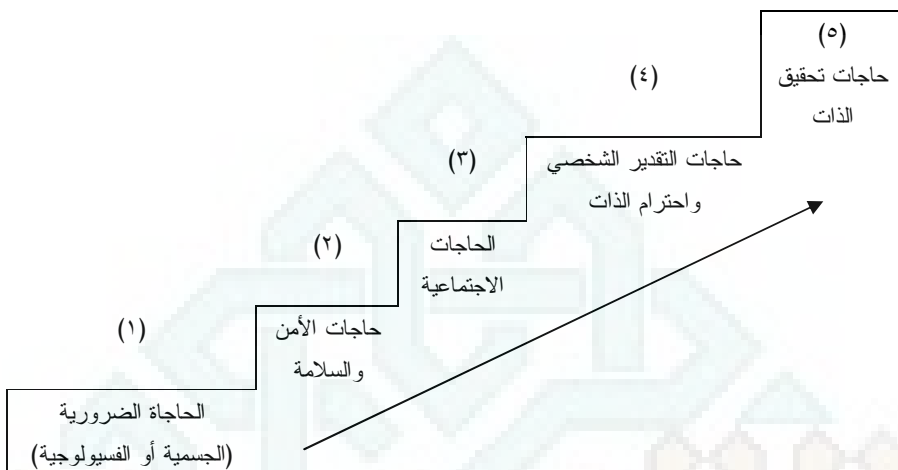 (١)
الحاجاة الضرورية
(الجسمية أو الفسيولوجية)
(٢)
حاجات الأمن
والسلامة
(٣)
الحاجات
الاجتماعية
(٤)
حاجات التقدير الشخصي
واحترام الذات
(٥)
حاجات تحقيق
الذات